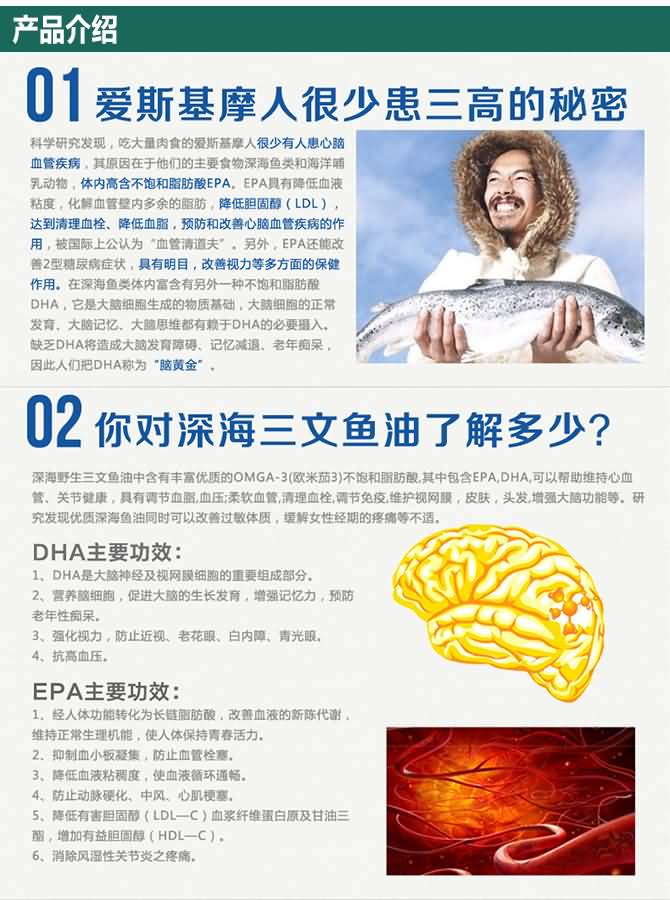 产品介绍
01 爱斯基摩人很少患三高的秘密
科学研究发现，吃大量肉食的爱斯基摩人很少有人患心脑
血管疾病，其原因在于他们的主要食物深海鱼类和海洋哺
乳动物，体内高含不饱和脂肪酸EPA。EPA具有降低血液
粘度，化解血管壁内多余的脂肪，降低胆固醇（LDL），
达到清理血栓、降低血脂，预防和改善心脑血管疾病的作
用，被国际上公认为“血管清道夫”。另外，EPA还能改
善2型糖尿病症状，具有明目，改善视力等多方面的保健
作用。在深海鱼类体内富含有另外一种不饱和脂肪酸
DHA，它是大脑细胞生成的物质基础，大脑细胞的正常
发育、大脑记忆、大脑思维都有赖于DHA的必要摄入。
缺乏DHA将造成大脑发育障碍、记忆减退、老年痴呆，
因此人们把DHA称为“脑黄金”。
02 你对深海三文鱼油了解多少？
深海野生三文鱼油中含有丰富优质的OMGA-3(欧米茄3)不饱和脂肪酸,其中包含EPA,DHA,可以帮助维持心血
管、关节健康，具有调节血脂,血压;柔软血管,清理血栓,调节免疫,维护视网膜，皮肤，头发,增强大脑功能等。研
究发现优质深海鱼油同时可以改善过敏体质，缓解女性经期的疼痛等不适。
DHA主要功效：
1、DHA是大脑神经及视网膜细胞的重要组成部分。
2、营养脑细胞，促进大脑的生长发育，增强记忆力，预防
老年性痴呆。
3、强化视力，防止近视、老花眼、白内障、青光眼。
4、抗高血压。
EPA主要功效：
1、经人体功能转化为长链脂肪酸，改善血液的新陈代谢，
维持正常生理机能，使人体保持青春活力。
2、抑制血小板凝集，防止血管栓塞。
3、降低血液粘稠度，使血液循环通畅。
4、防止动脉硬化、中风、心肌梗塞。
5、降低有害胆固醇（LDL—C）血浆纤维蛋白原及甘油三
酯，增加有益胆固醇（HDL—C）。
6、消除风湿性关节炎之疼痛。